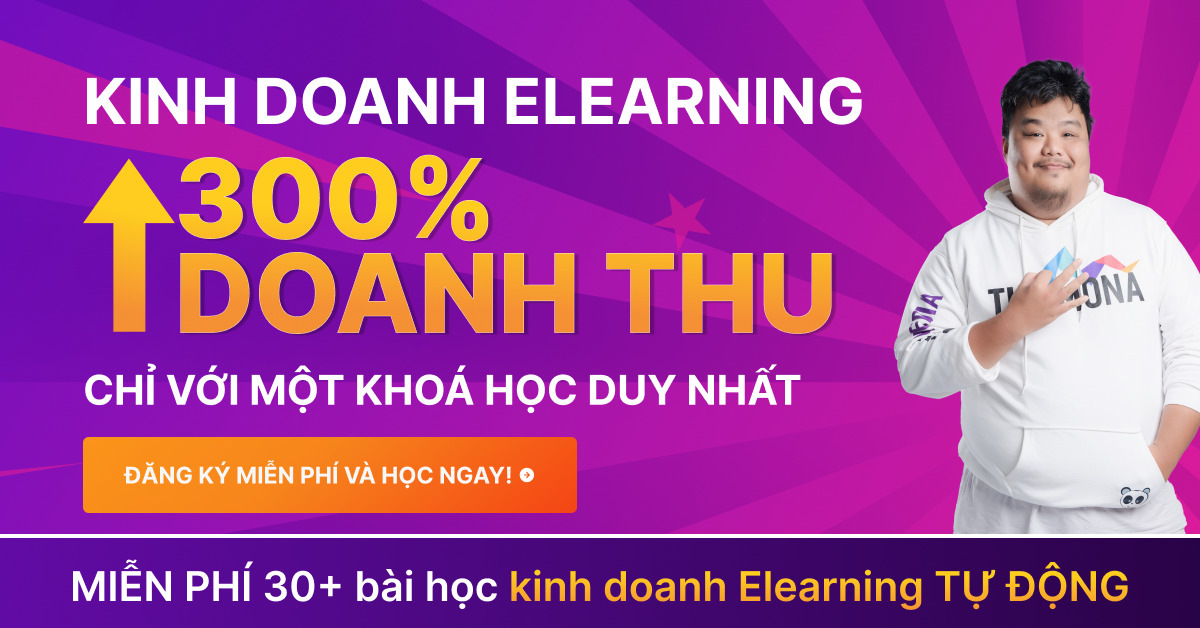 KINH DOANH ELEARNING
300%
DOANH THU
CHỈ VỚI MỘT KHOÁ HỌC DUY NHẤT
ĐĂNG KÝ MIỄN PHÍ VÀ HỌC NGAY!
MIỄN PHÍ 30+ bài học kinh doanh Elearning TỰ ĐỘNG